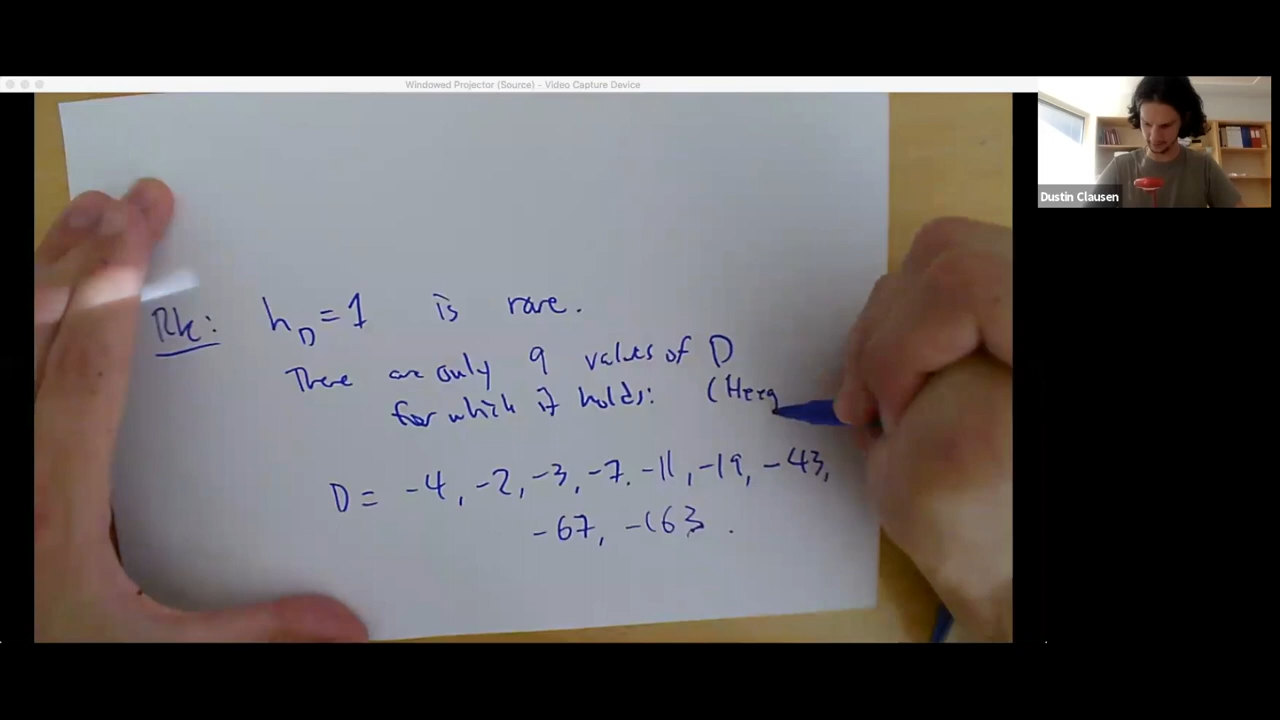 Windowed Projector (Source) - Video Capture Device
Dustin Clausen
Rk: h_D = 1 is rare.
There are only 9 values of D
for which it holds: (Heeg
D = -4, -2, -3, -7, -11, -19, -43,
-67, -163.